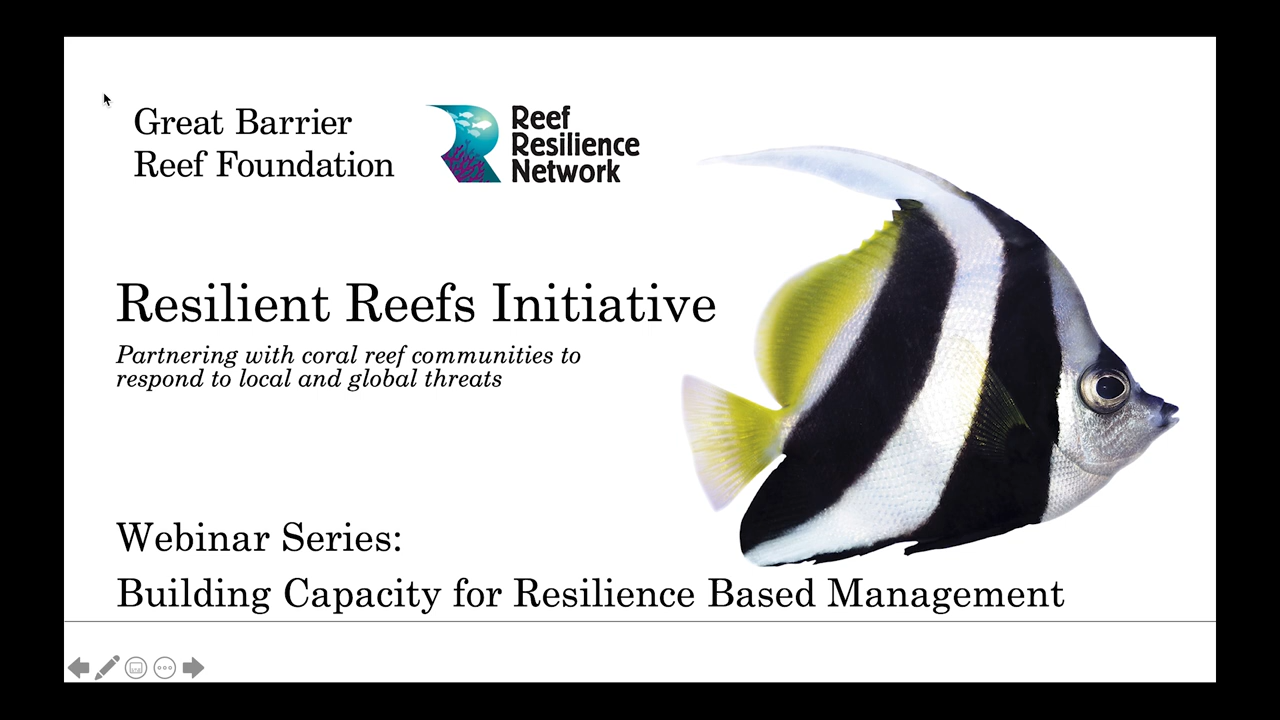 Great Barrier
Reef Foundation
Reef
Resilience
Network
Resilient Reefs Initiative
Partnering with coral reef communities to
respond to local and global threats
Webinar Series:
Building Capacity for Resilience Based Management